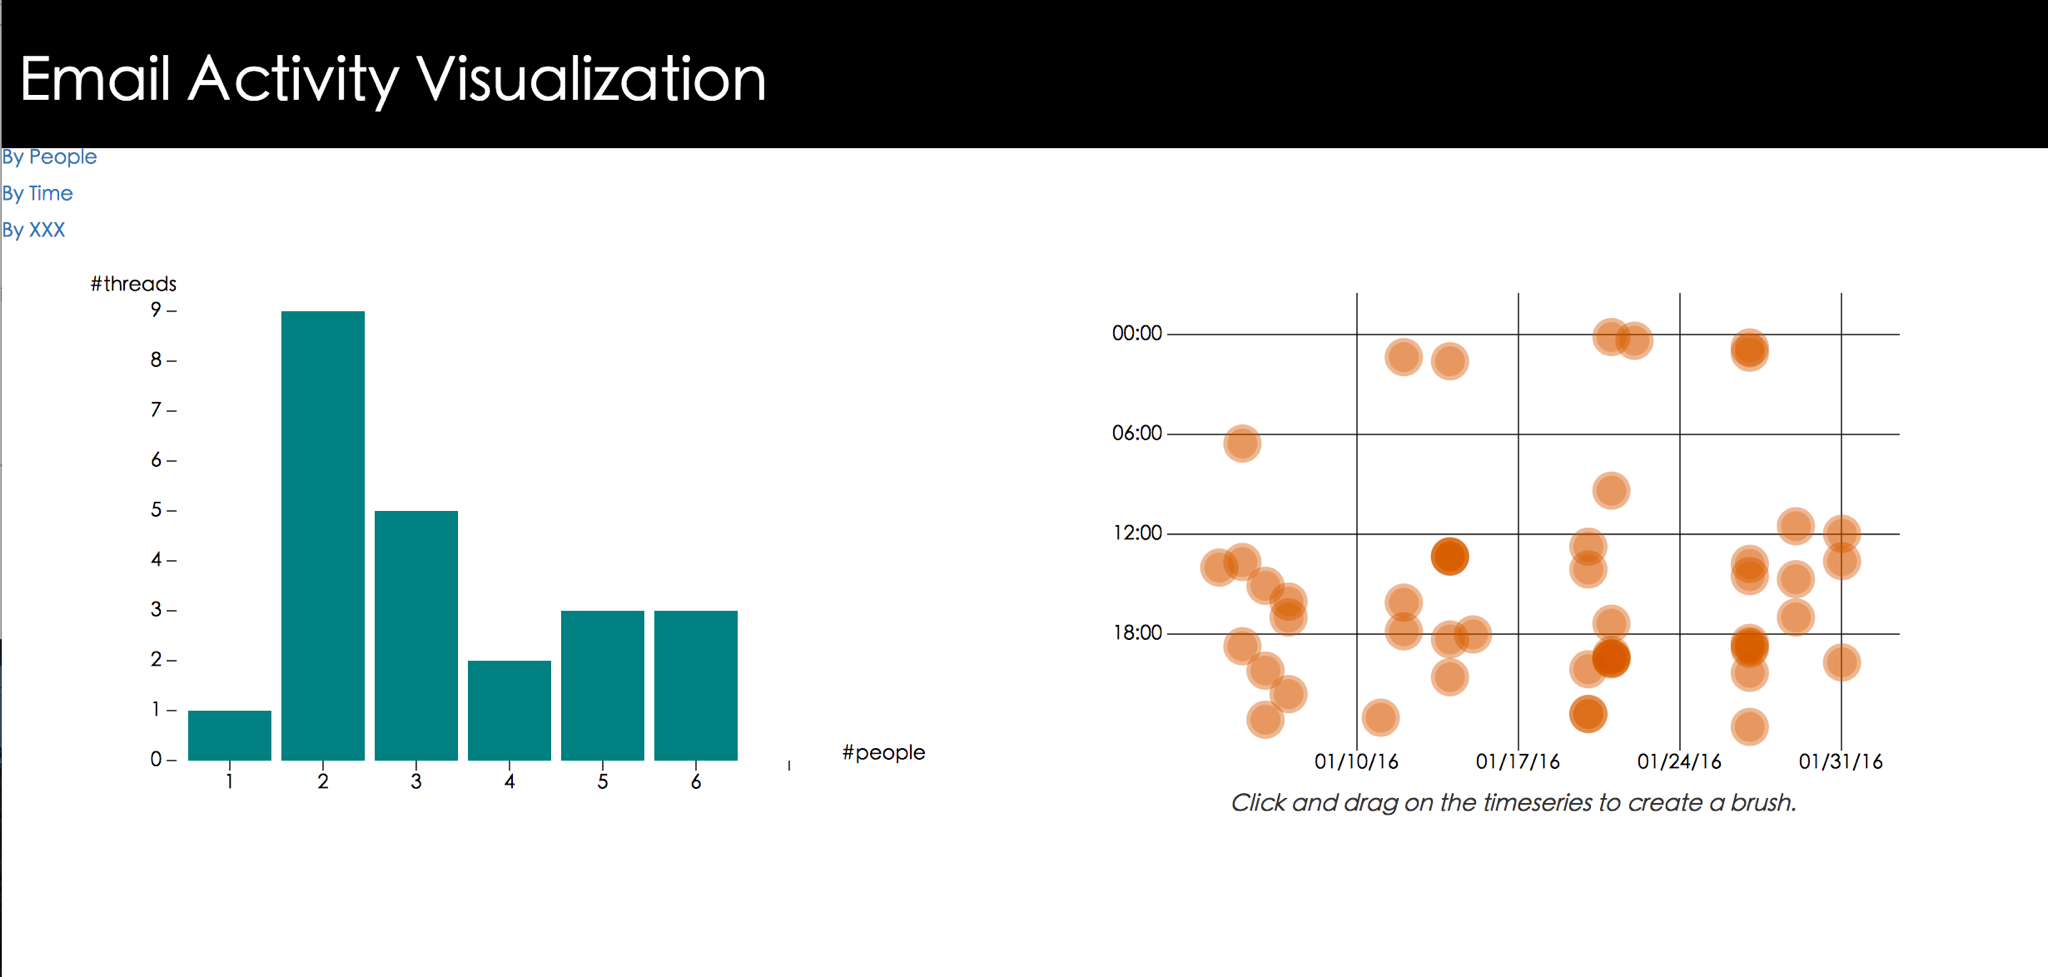 Email Activity Visualization
By People
By Time
By XXX
#threads
9
8
7
6
5
4
3
2
1
0
1 2 3 4 5 6
#people
00:00
06:00
12:00
18:00
01/10/16 01/17/16 01/24/16 01/31/16
Click and drag on the timeseries to create a brush.